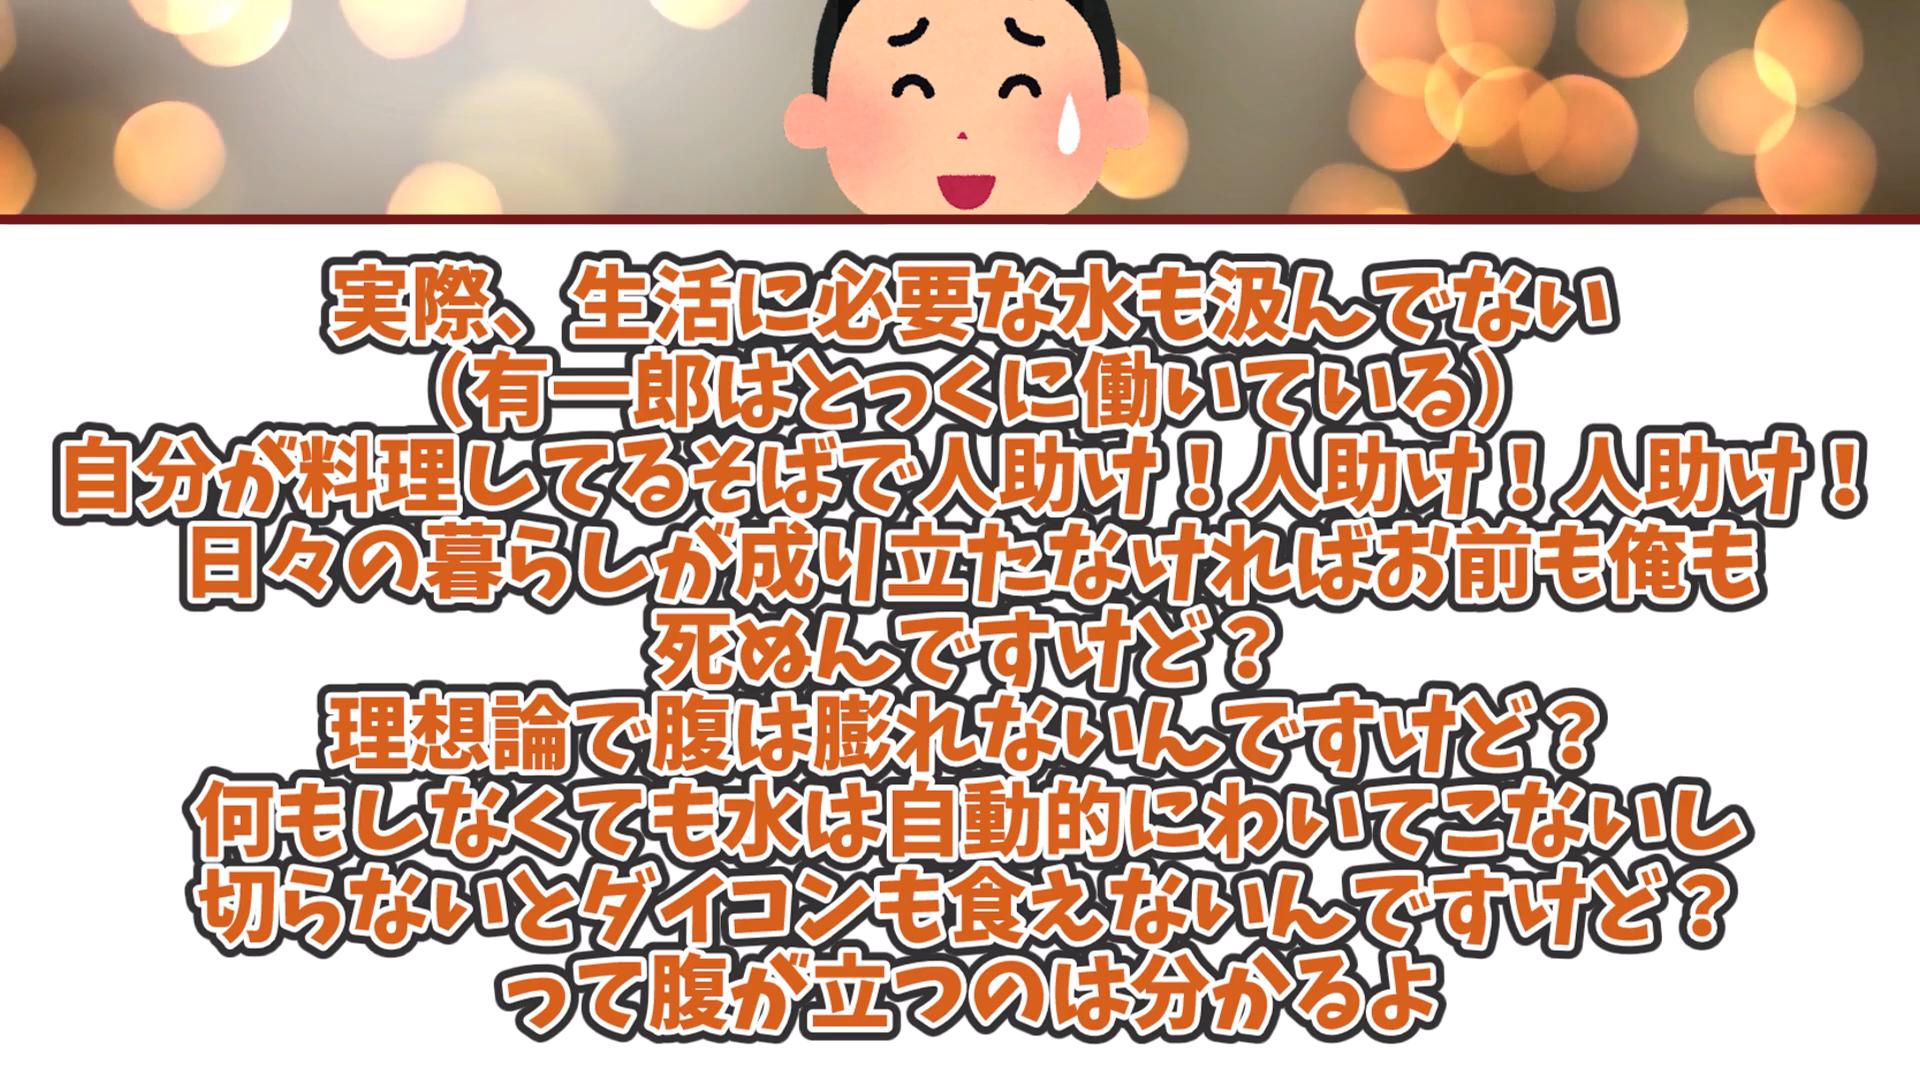 実際、生活に必要な水も汲んでない
（有一郎はとっくに働いている）
自分が料理してるそばで人助け！人助け！人助け！
日々の暮らしが成り立たなければお前も俺も
死ぬんですけど？
理想論で腹は膨れないんですけど？
何もしなくても水は自動的にわいてこないし
切らないとダイコンも食えないんですけど？
って腹が立つのは分かるよ